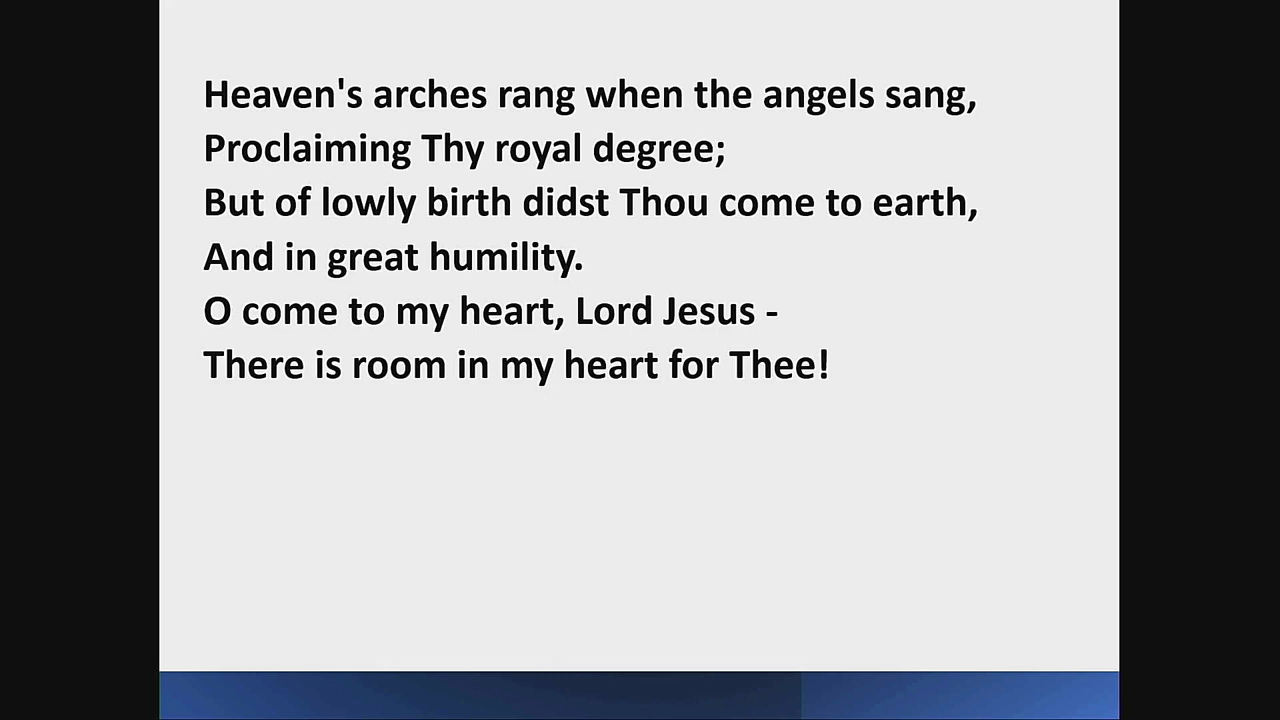 Heaven's arches rang when the angels sang,
Proclaiming Thy royal degree;
But of lowly birth didst Thou come to earth,
And in great humility.
O come to my heart, Lord Jesus -
There is room in my heart for Thee!